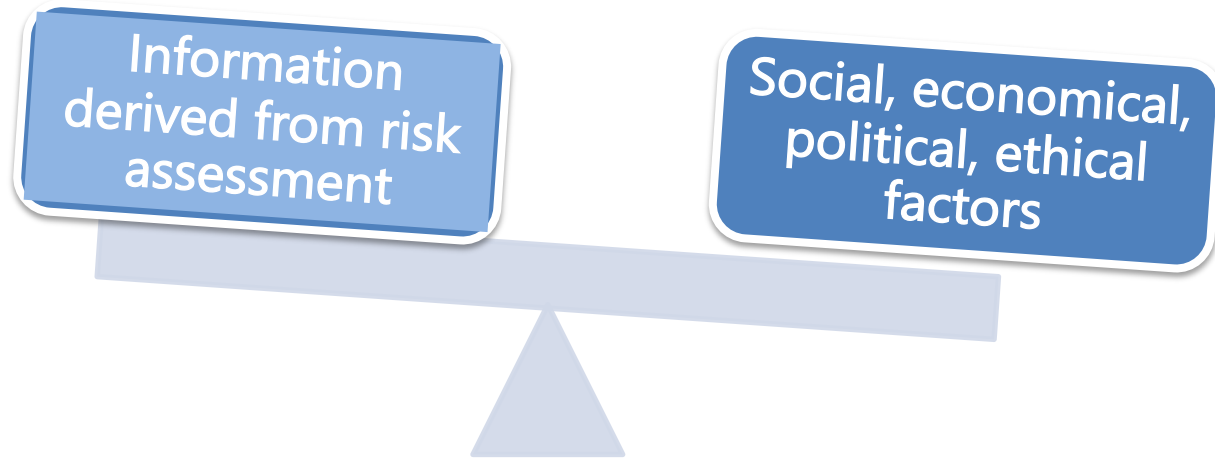 Information
derived from risk
assessment
Social, economical,
political, ethical
factors